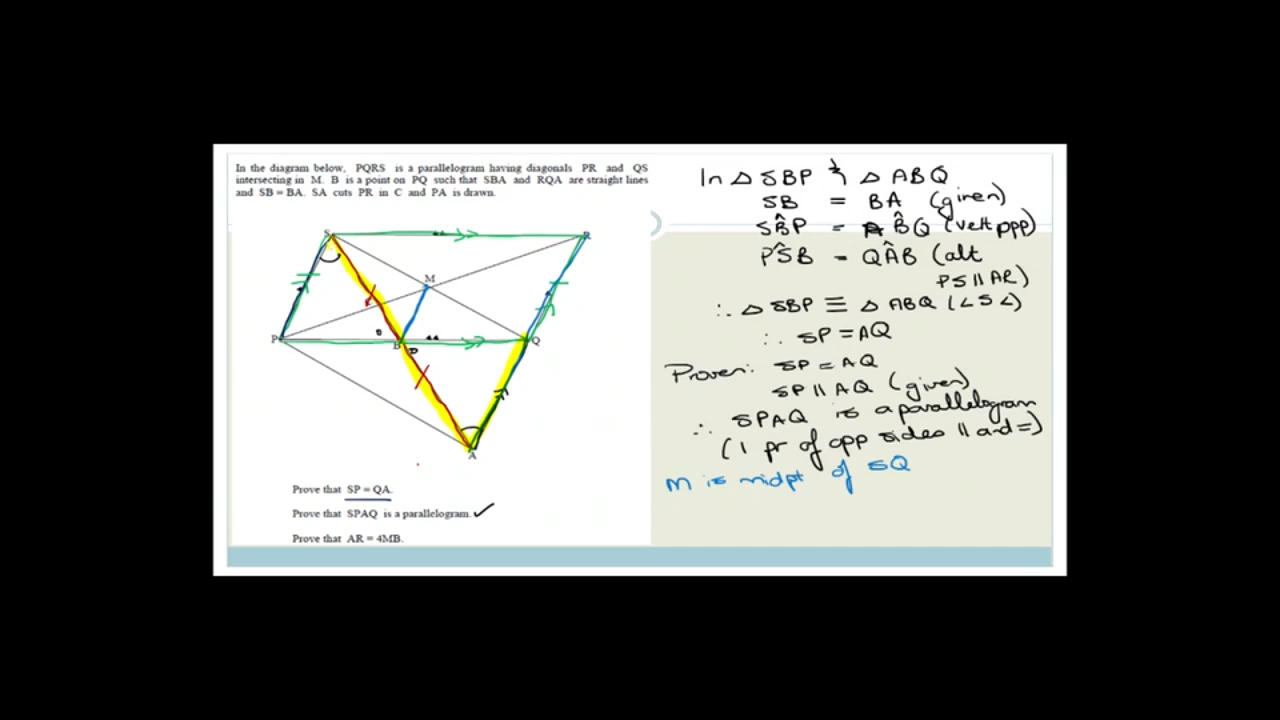 In the diagram below, PQRS is a parallelogram having diagonals PR and QS
intersecting in M. B is a point on PQ such that SBA and RQA are straight lines
and SB = BA. SA cuts PR in C and PA is drawn.
S
R
M
P
B
Q
A
Prove that SP = QA.
Prove that SPAQ is a parallelogram.
Prove that AR = 4MB.
In △ SBP & △ ABQ
SB = BA (given)
SB̂P = AB̂Q (vert opp)
PŜB = QÂB (alt
PS || AR)
∴ △ SBP ≡ △ ABQ (∠S∠)
∴ SP = AQ
Proven: SP = AQ
SP || AQ (given)
∴ SPAQ is a parallelogram
(1 pr of opp sides || and =)
M is midpt of SQ